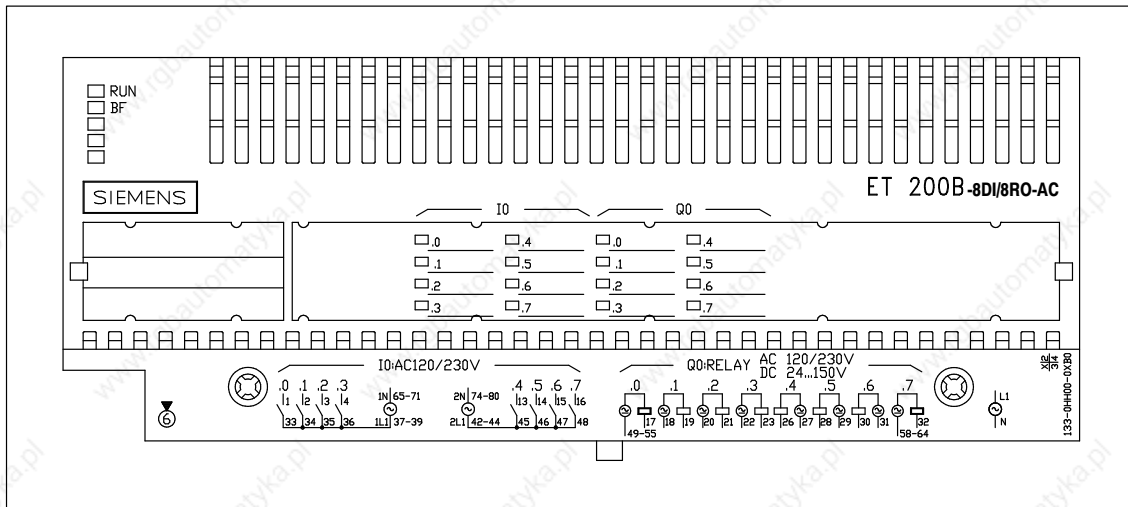 RUN
BF
SIEMENS
ET 200B-8DI/8RO-AC
I0 Q0
.0 .4 .0 .4
.1 .5 .1 .5
.2 .6 .2 .6
.3 .7 .3 .7
I0:AC120/230V
.0 .1 .2 .3 .4 .5 .6 .7
1 2 3 4 1N 65-71 2N 74-80 13 14 15 16
33 34 35 36 1L1 37-39 2L1 42-44 45 46 47 48
Q0:RELAY AC 120/230V
DC 24...150V
.0 .1 .2 .3 .4 .5 .6 .7
17 18 19 20 21 22 23 26 27 28 29 30 31 32
49-55 58-64
L1
N
6
X 2
3 4
133-0HH00-0XB0
www.rgbautomatyka.pl